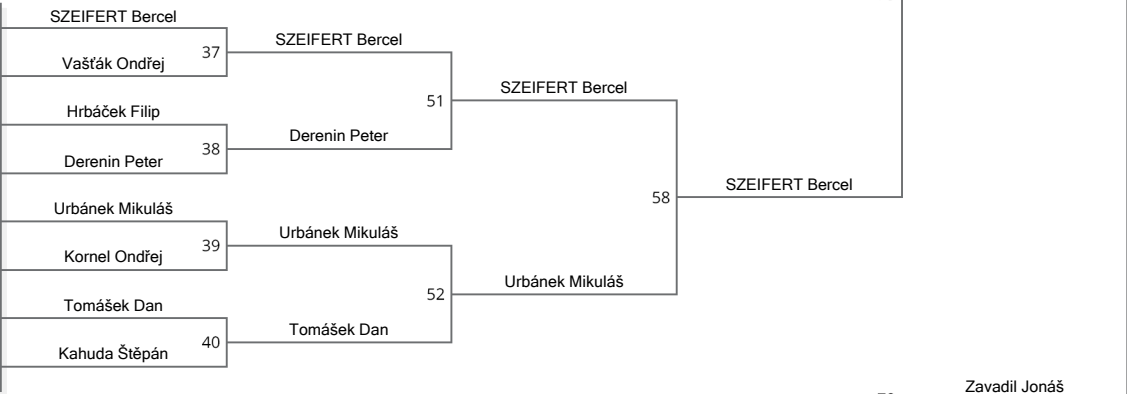 SZEIFERT Bercel
Vašťák Ondřej
37
SZEIFERT Bercel
Hrbáček Filip
Derenin Peter
38
Derenin Peter
51
SZEIFERT Bercel
Urbánek Mikuláš
Kornel Ondřej
39
Urbánek Mikuláš
Tomášek Dan
Kahuda Štěpán
40
Tomášek Dan
52
Urbánek Mikuláš
58
SZEIFERT Bercel
Zavadil Jonáš